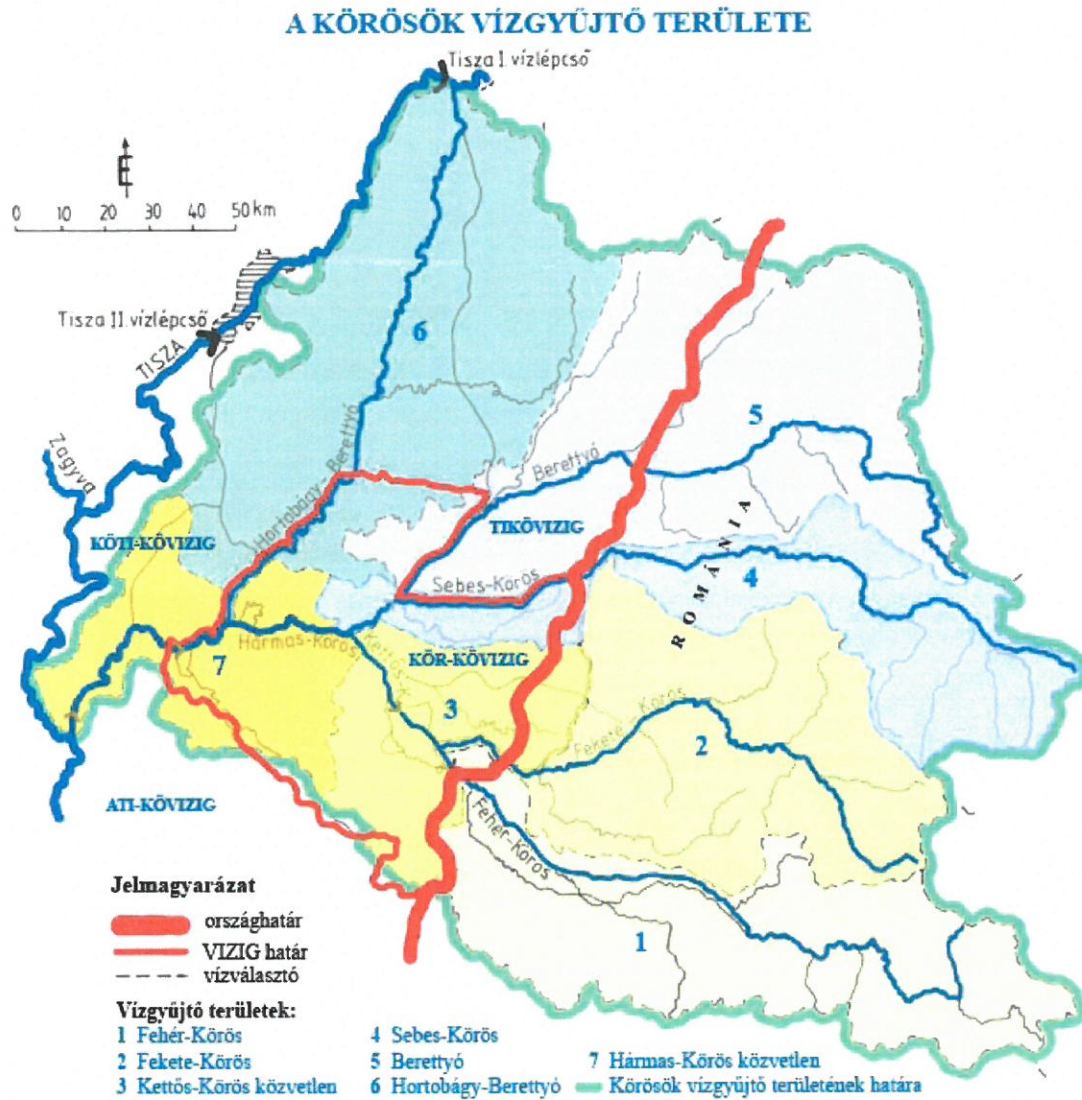 A KÖRÖSÖK VÍZGYŰJTŐ TERÜLETE
Tisza I. vízlépcső
É
0 10 20 30 40 50 km
Tisza II. vízlépcső
TISZA
Zagyva
6
5
Hortobágy-Berettyó
Berettyó
KÖTI-KÖVIZIG
TIKÖVIZIG
ROMÁNIA
4
Sebes-Körös
7
Hármas-Körös
Kettős-K.
KÖR-KÖVIZIG
3
Fekete-Körös
2
ATI-KÖVIZIG
Fehér-Körös
1
Jelmagyarázat
országhatár
VIZIG határ
vízválasztó
Vízgyűjtő területek:
1 Fehér-Körös
2 Fekete-Körös
3 Kettős-Körös közvetlen
4 Sebes-Körös
5 Berettyó
6 Hortobágy-Berettyó
7 Hármas-Körös közvetlen
Körösök vízgyűjtő területének határa